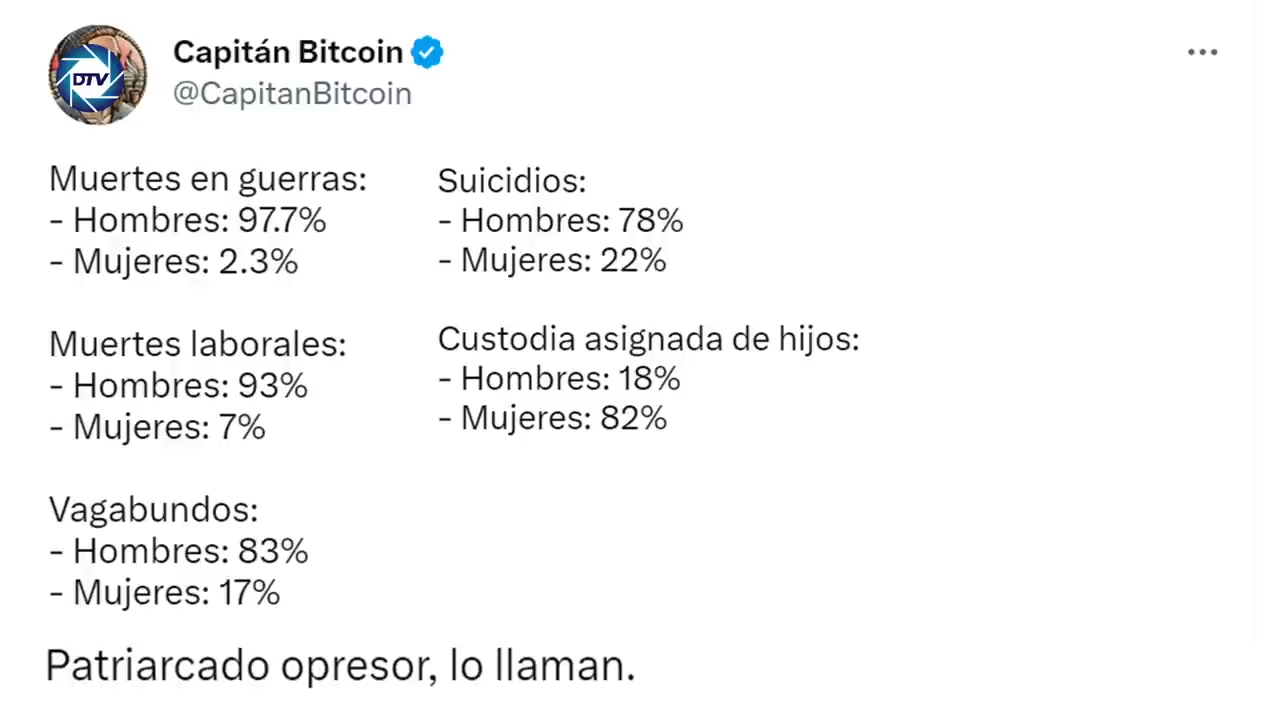 Capitán Bitcoin
@CapitanBitcoin
DTV
Muertes en guerras:
- Hombres: 97.7%
- Mujeres: 2.3%
Muertes laborales:
- Hombres: 93%
- Mujeres: 7%
Vagabundos:
- Hombres: 83%
- Mujeres: 17%
Suicidios:
- Hombres: 78%
- Mujeres: 22%
Custodia asignada de hijos:
- Hombres: 18%
- Mujeres: 82%
Patriarcado opresor, lo llaman.